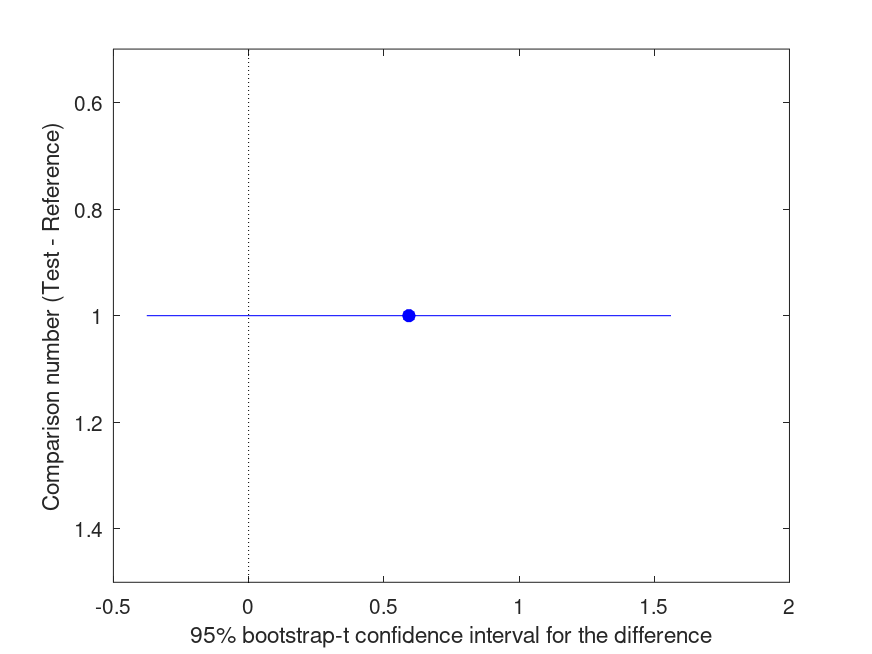 Comparison number (Test - Reference)
0.6
0.8
1
1.2
1.4
-0.5 0 0.5 1 1.5 2
95% bootstrap-t confidence interval for the difference